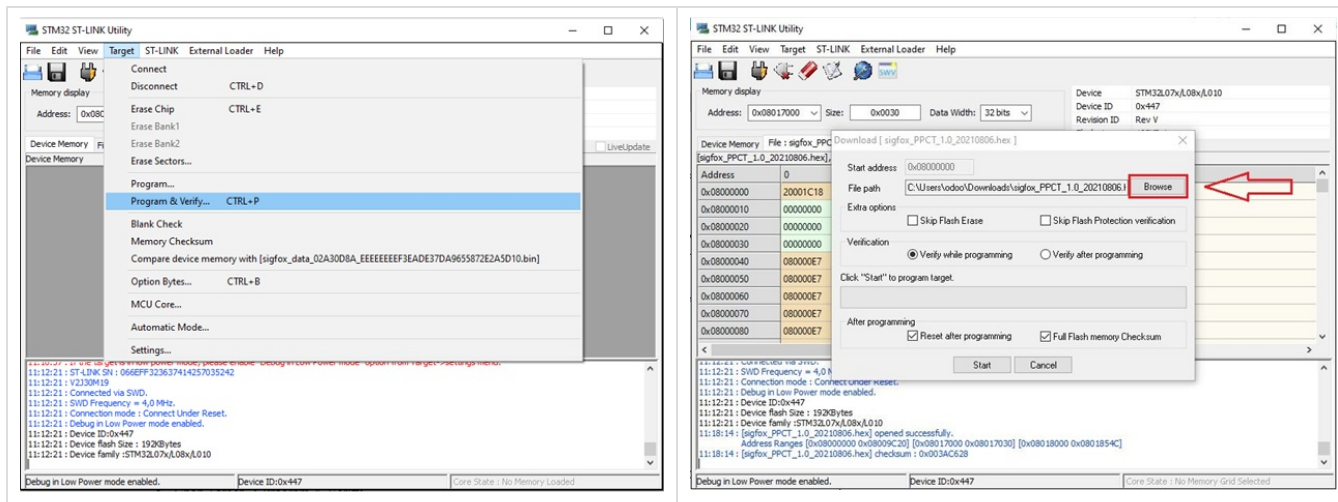 STM32 ST-LINK Utility
File Edit View Target ST-LINK External Loader Help
Memory display
Address: 0x080
Device Memory
Device Memory
LiveUpdate
Connect
Disconnect CTRL+D
Erase Chip CTRL+E
Erase Bank1
Erase Bank2
Erase Sectors...
Program...
Program & Verify... CTRL+P
Blank Check
Memory Checksum
Compare device memory with [sigfox_data_02A30D8A_EEEEEEEEF3EADE37DA9655872E2A5D10.bin]
Option Bytes... CTRL+B
MCU Core...
Automatic Mode...
Settings...
11:12:21 : ST-LINK SN : 066EFF323637414257035242
11:12:21 : V2J30M19
11:12:21 : Connected via SWD.
11:12:21 : SWD Frequency = 4,0 MHz.
11:12:21 : Connection mode : Connect Under Reset.
11:12:21 : Debug in Low Power mode enabled.
11:12:21 : Device ID:0x447
11:12:21 : Device flash Size : 192KBytes
11:12:21 : Device family :STM32L07x/L08x/L010
Debug in Low Power mode enabled. Device ID:0x447 Core State : No Memory Loaded
STM32 ST-LINK Utility
File Edit View Target ST-LINK External Loader Help
SWV
Memory display
Address: 0x08017000 Size: 0x0030 Data Width: 32 bits
Device STM32L07x/L08x/L010
Device ID 0x447
Revision ID Rev V
Device Memory File : sigfox_PPC
[sigfox_PPCT_1.0_20210806.hex],
Address 0
0x08000000 20001C18
0x08000010 00000000
0x08000020 00000000
0x08000030 00000000
0x08000040 080000E7
0x08000050 080000E7
0x08000060 080000E7
0x08000070 080000E7
0x08000080 080000E7
Download [ sigfox_PPCT_1.0_20210806.hex ]
Start address 0x08000000
File path C:\Users\odoo\Downloads\sigfox_PPCT_1.0_20210806.h Browse
Extra options
Skip Flash Erase Skip Flash Protection verification
Verification
Verify while programming Verify after programming
Click "Start" to program target.
After programming
Reset after programming Full Flash memory Checksum
Start Cancel
11:12:21 : Connected via SWD.
11:12:21 : SWD Frequency = 4,0 M
11:12:21 : Connection mode : Connect Under Reset.
11:12:21 : Debug in Low Power mode enabled.
11:12:21 : Device ID:0x447
11:12:21 : Device flash Size : 192KBytes
11:12:21 : Device family :STM32L07x/L08x/L010
11:18:14 : [sigfox_PPCT_1.0_20210806.hex] opened successfully.
Address Ranges [0x08000000 0x08009C20] [0x08017000 0x08017030] [0x08018000 0x0801854C]
11:18:14 : [sigfox_PPCT_1.0_20210806.hex] checksum : 0x003AC628
Debug in Low Power mode enabled. Device ID:0x447 Core State : No Memory Grid Selected